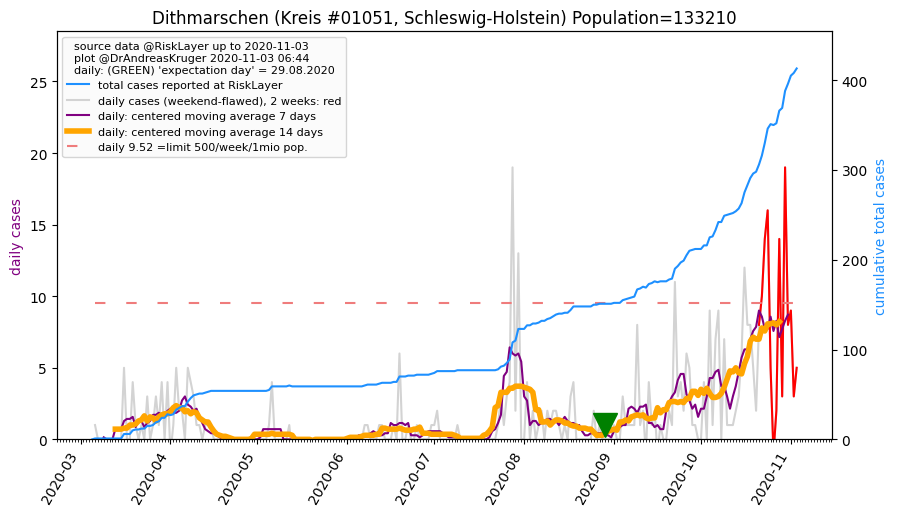 Dithmarschen (Kreis #01051, Schleswig-Holstein) Population=133210
source data @RiskLayer up to 2020-11-03
plot @DrAndreasKruger 2020-11-03 06:44
daily: (GREEN) 'expectation day' = 29.08.2020
total cases reported at RiskLayer
daily cases (weekend-flawed), 2 weeks: red
daily: centered moving average 7 days
daily: centered moving average 14 days
daily 9.52 =limit 500/week/1mio pop.
daily cases
25
20
15
10
5
0
cumulative total cases
400
300
200
100
0
2020-03
2020-04
2020-05
2020-06
2020-07
2020-08
2020-09
2020-10
2020-11